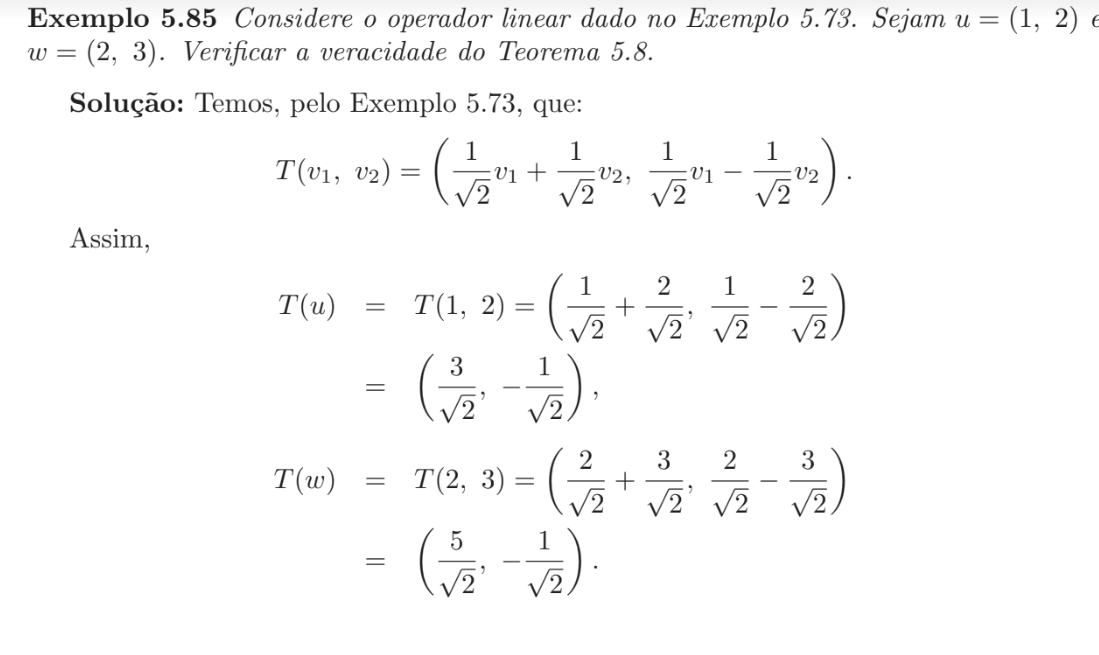 Exemplo 5.85 Considere o operador linear dado no Exemplo 5.73. Sejam u = (1, 2) e
w = (2, 3). Verificar a veracidade do Teorema 5.8.
Solução: Temos, pelo Exemplo 5.73, que:
T(v₁, v₂) = (1/√2 v₁ + 1/√2 v₂, 1/√2 v₁ − 1/√2 v₂).
Assim,
T(u) = T(1, 2) = (1/√2 + 2/√2, 1/√2 − 2/√2)
= (3/√2, −1/√2),
T(w) = T(2, 3) = (2/√2 + 3/√2, 2/√2 − 3/√2)
= (5/√2, −1/√2).